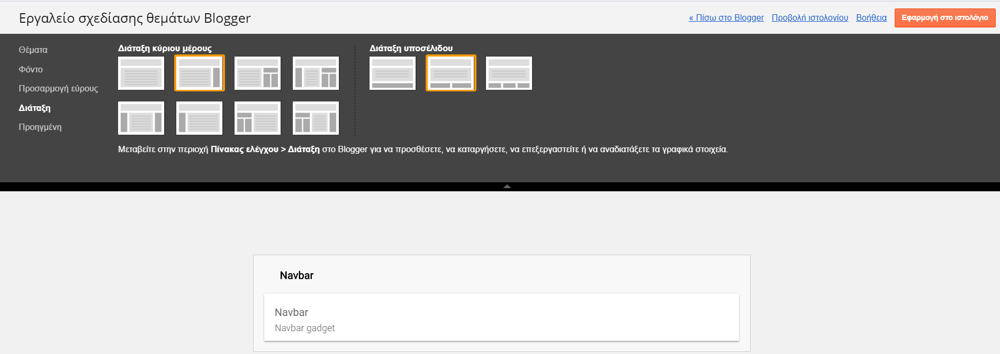 Εργαλείο σχεδίασης θεμάτων Blogger
« Πίσω στο Blogger Προβολή ιστολογίου Βοήθεια Εφαρμογή στο ιστολόγιο
Θέματα
Φόντο
Προσαρμογή εύρους
Διάταξη
Προηγμένη
Διάταξη κύριου μέρους
Διάταξη υποσέλιδου
Μεταβείτε στην περιοχή Πίνακας ελέγχου > Διάταξη στο Blogger για να προσθέσετε, να καταργήσετε, να επεξεργαστείτε ή να αναδιατάξετε τα γραφικά στοιχεία.
Navbar
Navbar
Navbar gadget